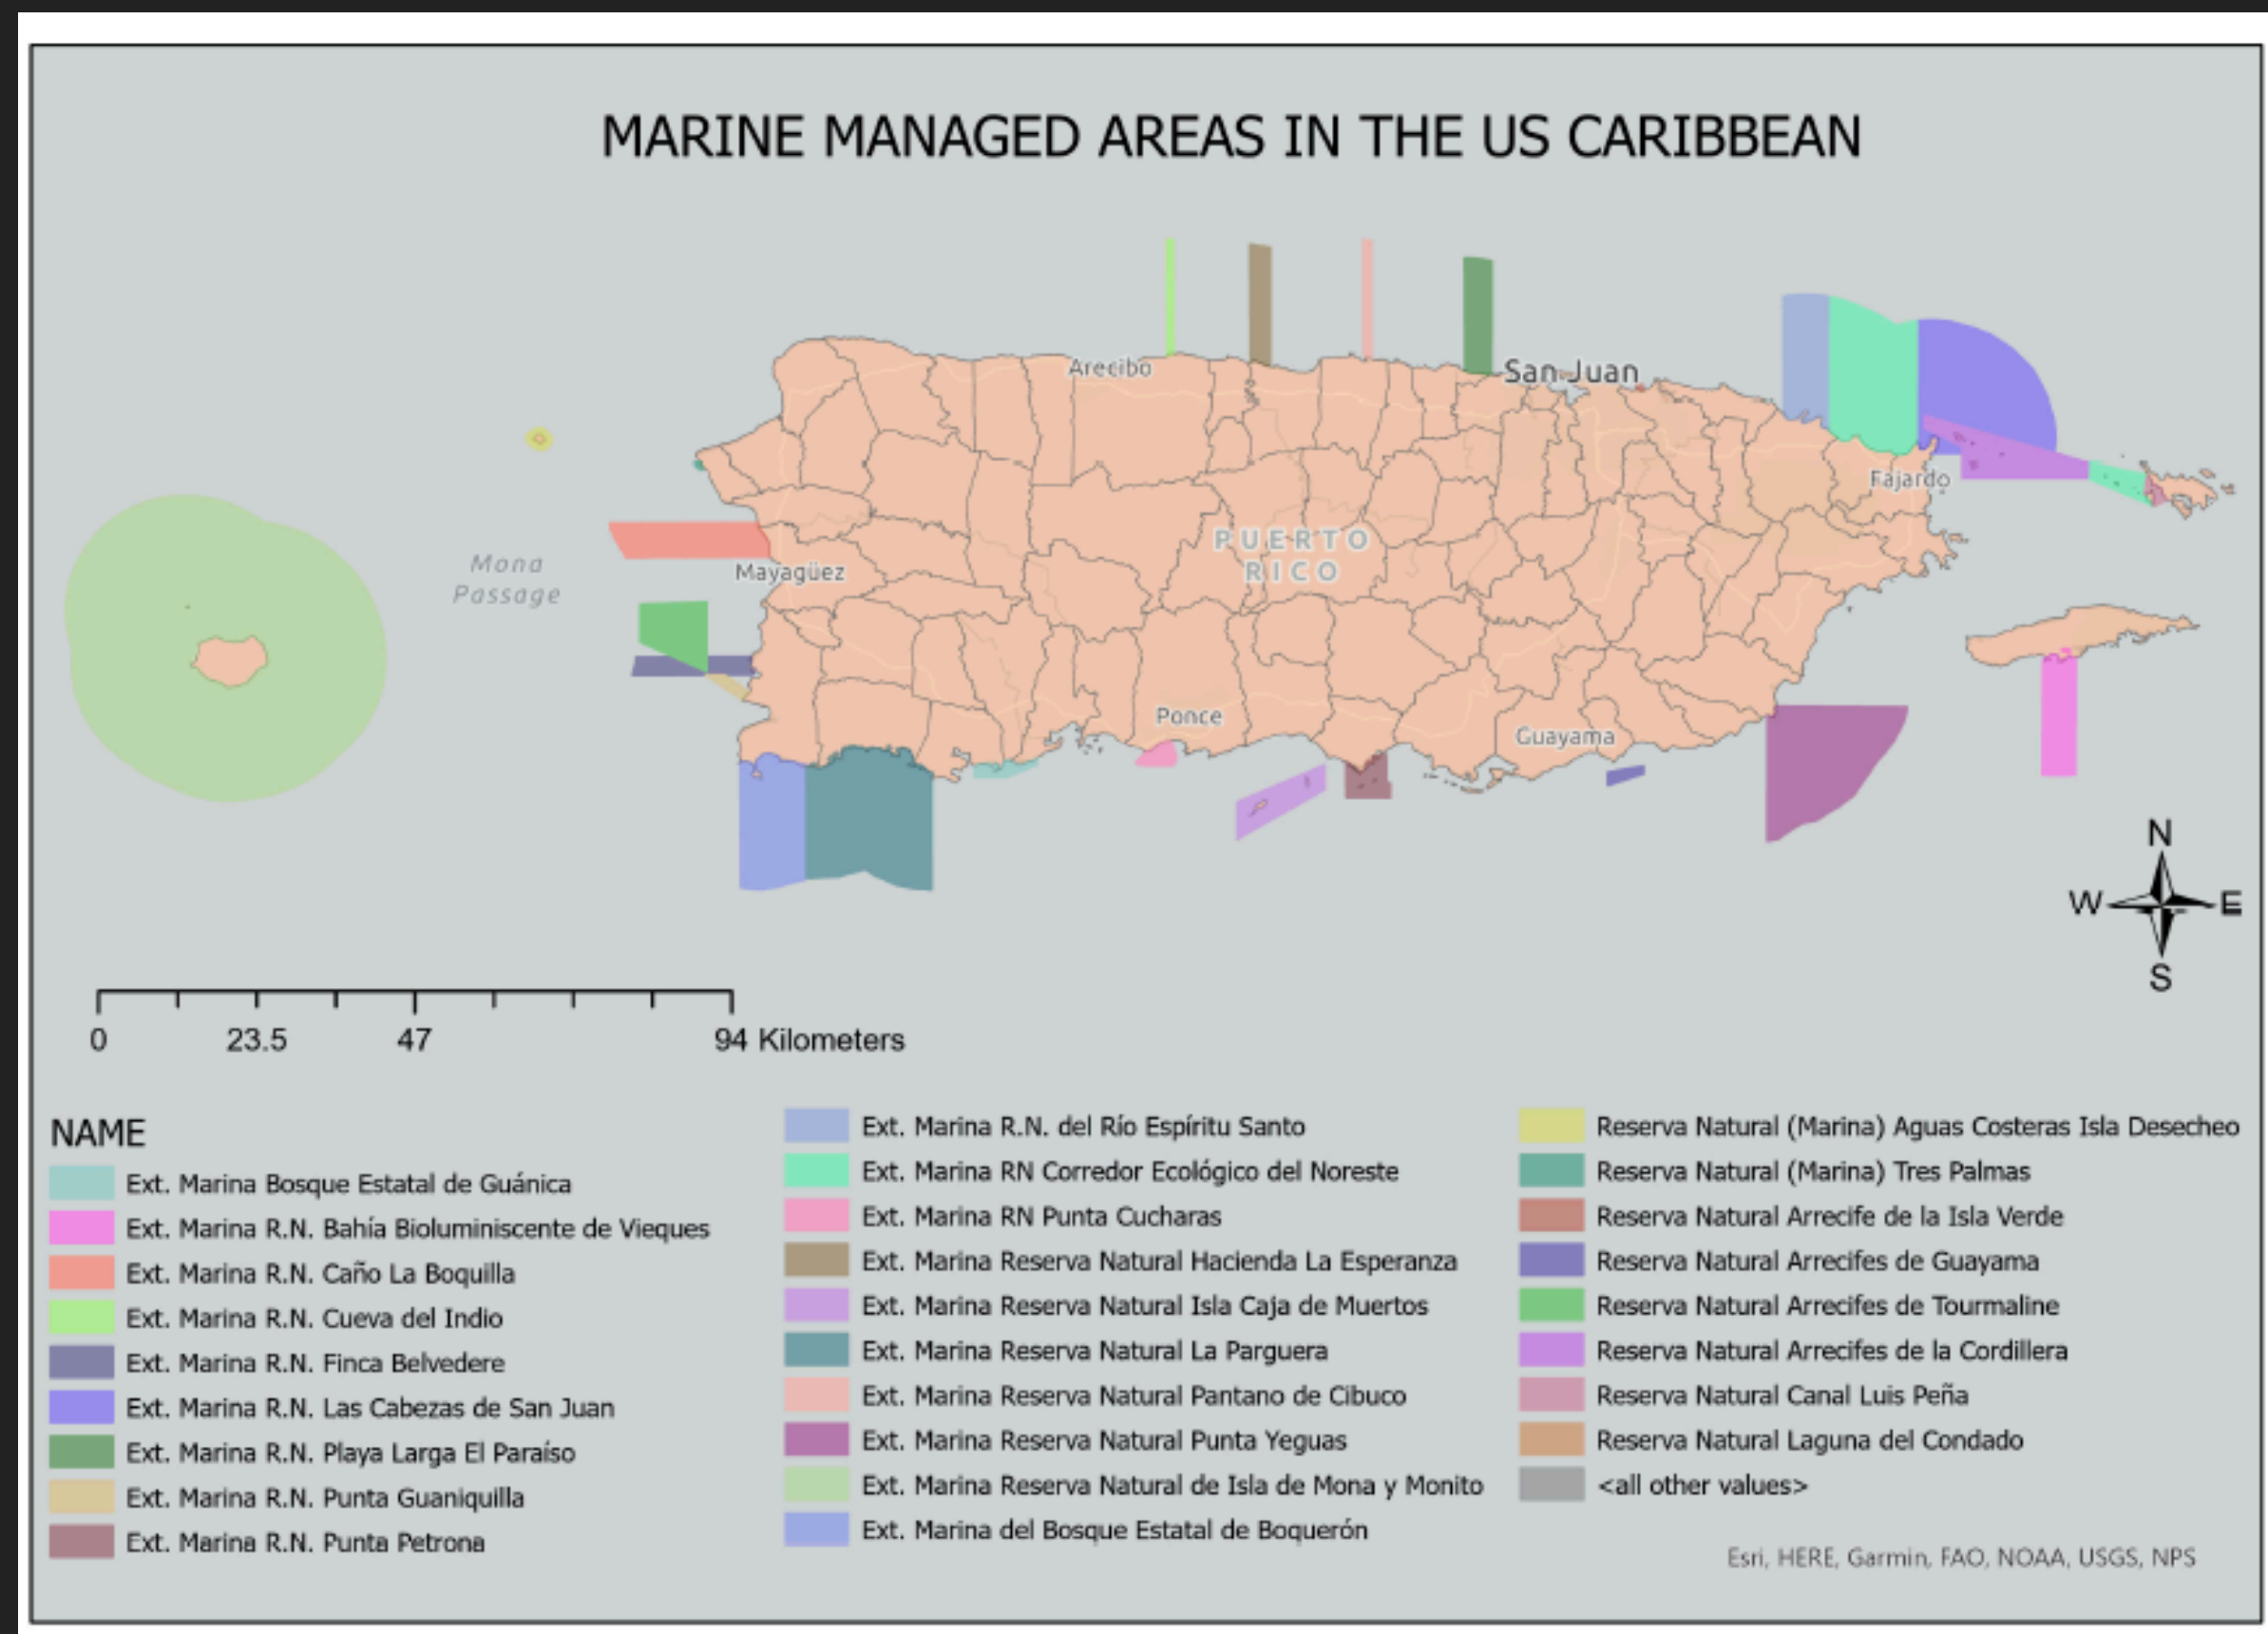 MARINE MANAGED AREAS IN THE US CARIBBEAN
Arecibo
San Juan
Fajardo
Mona
Passage
Mayagüez
PUERTO
RICO
Ponce
Guayama
N
W
E
S
0
23.5
47
94 Kilometers
NAME
Ext. Marina Bosque Estatal de Guánica
Ext. Marina R.N. Bahía Bioluminiscente de Vieques
Ext. Marina R.N. Caño La Boquilla
Ext. Marina R.N. Cueva del Indio
Ext. Marina R.N. Finca Belvedere
Ext. Marina R.N. Las Cabezas de San Juan
Ext. Marina R.N. Playa Larga El Paraíso
Ext. Marina R.N. Punta Guaniquilla
Ext. Marina R.N. Punta Petrona
Ext. Marina R.N. del Río Espíritu Santo
Ext. Marina RN Corredor Ecológico del Noreste
Ext. Marina RN Punta Cucharas
Ext. Marina Reserva Natural Hacienda La Esperanza
Ext. Marina Reserva Natural Isla Caja de Muertos
Ext. Marina Reserva Natural La Parguera
Ext. Marina Reserva Natural Pantano de Cibuco
Ext. Marina Reserva Natural Punta Yeguas
Ext. Marina Reserva Natural de Isla de Mona y Monito
Ext. Marina del Bosque Estatal de Boquerón
Reserva Natural (Marina) Aguas Costeras Isla Desecheo
Reserva Natural (Marina) Tres Palmas
Reserva Natural Arrecife de la Isla Verde
Reserva Natural Arrecifes de Guayama
Reserva Natural Arrecifes de Tourmaline
Reserva Natural Arrecifes de la Cordillera
Reserva Natural Canal Luis Peña
Reserva Natural Laguna del Condado
<all other values>
Esri, HERE, Garmin, FAO, NOAA, USGS, NPS